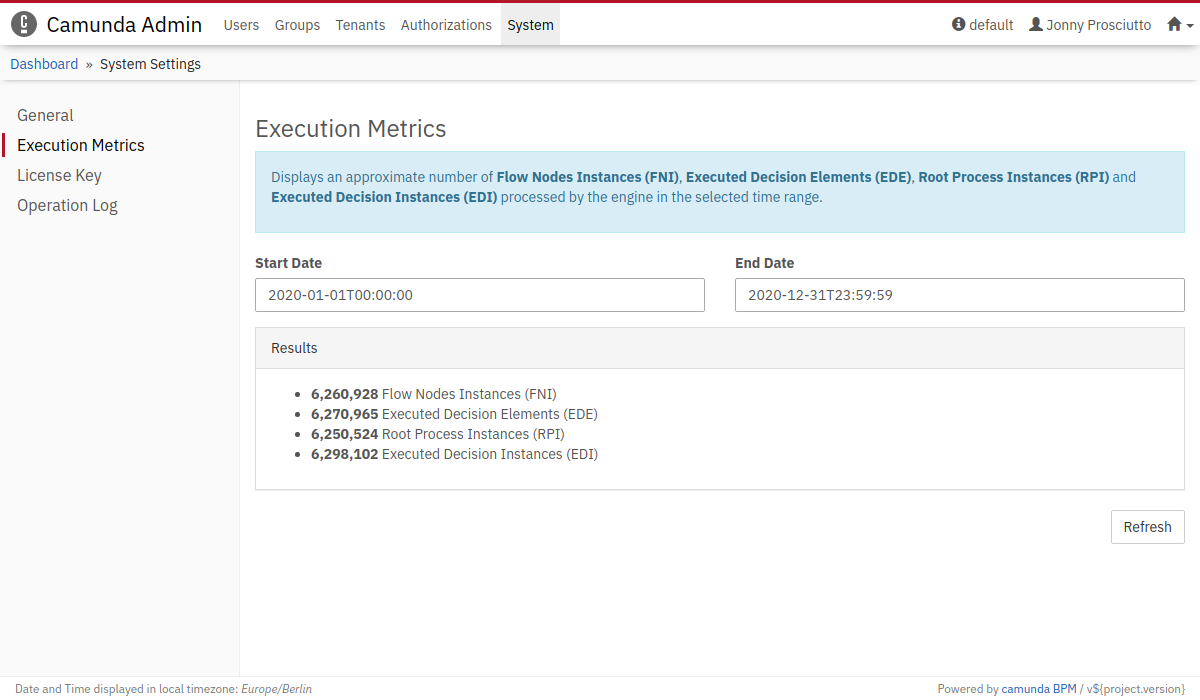 Camunda Admin Users Groups Tenants Authorizations System default Jonny Prosciutto
Dashboard » System Settings
General
Execution Metrics
License Key
Operation Log
Execution Metrics
Displays an approximate number of Flow Nodes Instances (FNI), Executed Decision Elements (EDE), Root Process Instances (RPI) and
Executed Decision Instances (EDI) processed by the engine in the selected time range.
Start Date
End Date
2020-01-01T00:00:00
2020-12-31T23:59:59
Results
6,260,928 Flow Nodes Instances (FNI)
6,270,965 Executed Decision Elements (EDE)
6,250,524 Root Process Instances (RPI)
6,298,102 Executed Decision Instances (EDI)
Refresh
Date and Time displayed in local timezone: Europe/Berlin
Powered by camunda BPM / v${project.version}